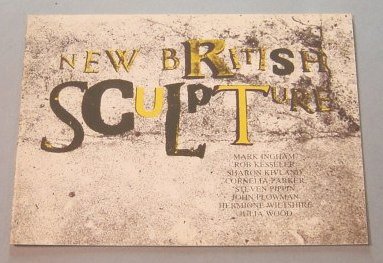 NEW BRITISH
SCULPTURE
MARK INGHAM
ROB KESSELER
SHARON KIVLAND
CORNELIA PARKER
STEVEN PIPPIN
JOHN PLOWMAN
HERMIONE WILTSHIRE
JULIA WOOD